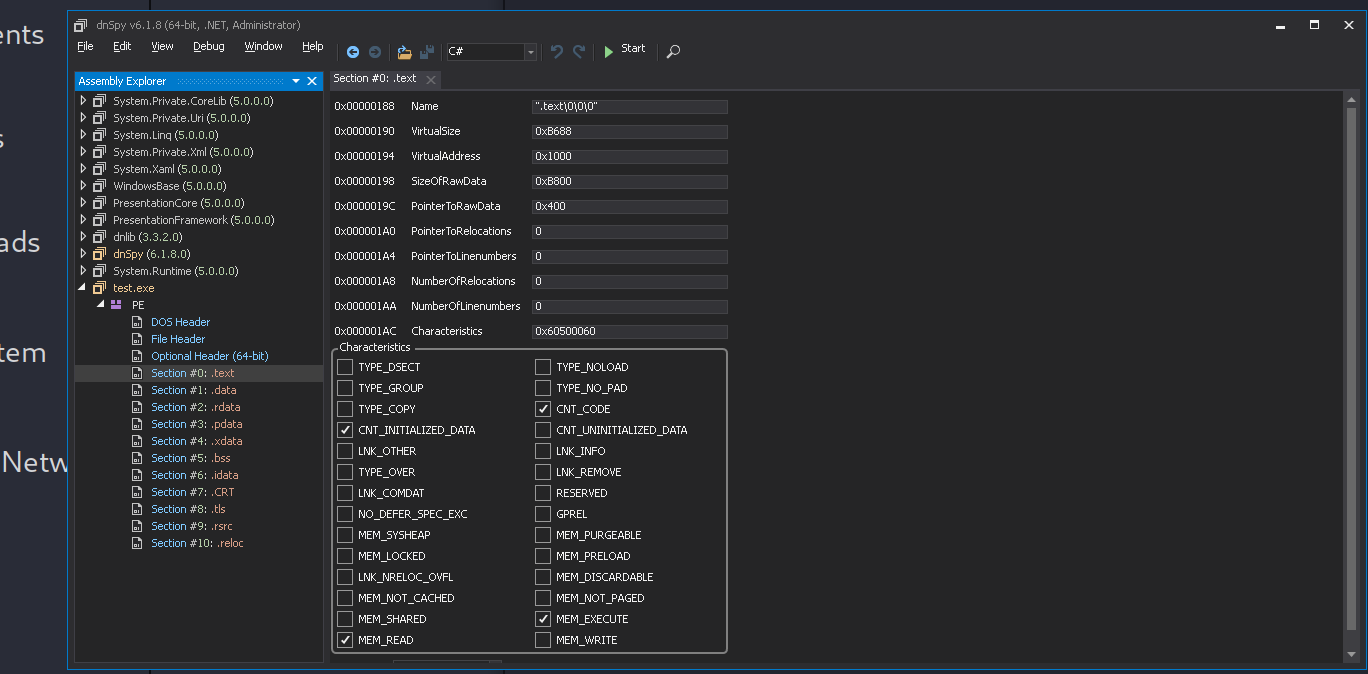 ents
s
ads
tem
Netw
dnSpy v6.1.8 (64-bit, .NET, Administrator)
File Edit View Debug Window Help C# Start
Assembly Explorer
System.Private.CoreLib (5.0.0.0)
System.Private.Uri (5.0.0.0)
System.Linq (5.0.0.0)
System.Private.Xml (5.0.0.0)
System.Xaml (5.0.0.0)
WindowsBase (5.0.0.0)
PresentationCore (5.0.0.0)
PresentationFramework (5.0.0.0)
dnlib (3.3.2.0)
dnSpy (6.1.8.0)
System.Runtime (5.0.0.0)
test.exe
PE
DOS Header
File Header
Optional Header (64-bit)
Section #0: .text
Section #1: .data
Section #2: .rdata
Section #3: .pdata
Section #4: .xdata
Section #5: .bss
Section #6: .idata
Section #7: .CRT
Section #8: .tls
Section #9: .rsrc
Section #10: .reloc
Section #0: .text
0x00000188 Name ".text\0\0\0"
0x00000190 VirtualSize 0xB688
0x00000194 VirtualAddress 0x1000
0x00000198 SizeOfRawData 0xB800
0x0000019C PointerToRawData 0x400
0x000001A0 PointerToRelocations 0
0x000001A4 PointerToLinenumbers 0
0x000001A8 NumberOfRelocations 0
0x000001AA NumberOfLinenumbers 0
0x000001AC Characteristics 0x60500060
Characteristics
TYPE_DSECT TYPE_NOLOAD
TYPE_GROUP TYPE_NO_PAD
TYPE_COPY CNT_CODE
CNT_INITIALIZED_DATA CNT_UNINITIALIZED_DATA
LNK_OTHER LNK_INFO
TYPE_OVER LNK_REMOVE
LNK_COMDAT RESERVED
NO_DEFER_SPEC_EXC GPREL
MEM_SYSHEAP MEM_PURGEABLE
MEM_LOCKED MEM_PRELOAD
LNK_NRELOC_OVFL MEM_DISCARDABLE
MEM_NOT_CACHED MEM_NOT_PAGED
MEM_SHARED MEM_EXECUTE
MEM_READ MEM_WRITE